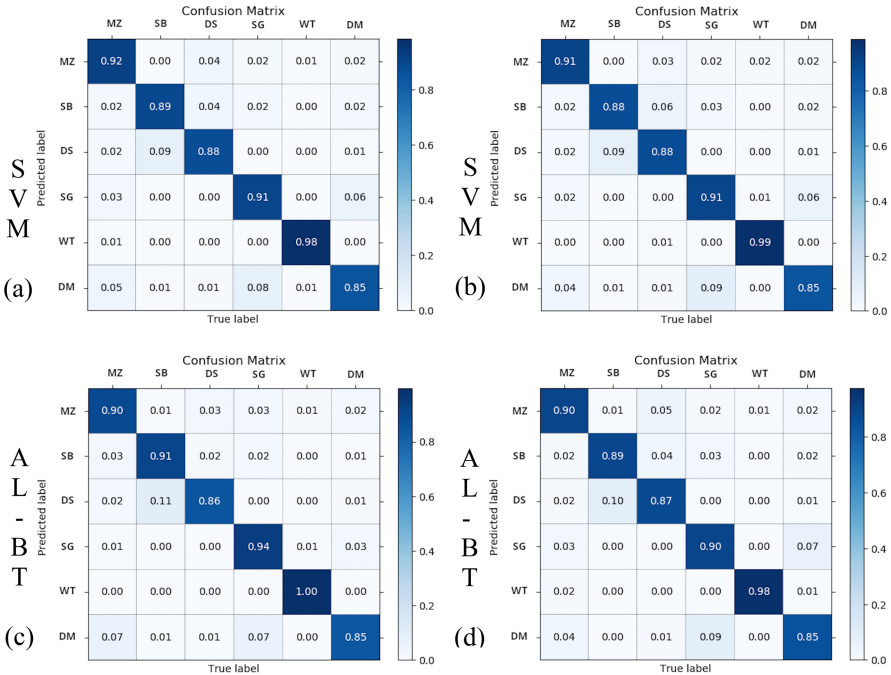 Confusion Matrix
MZ SB DS SG WT DM
MZ 0.92 0.00 0.04 0.02 0.01 0.02
SB 0.02 0.89 0.04 0.02 0.00 0.02
DS 0.02 0.09 0.88 0.00 0.00 0.01
SG 0.03 0.00 0.00 0.91 0.00 0.06
WT 0.01 0.00 0.00 0.00 0.98 0.00
DM 0.05 0.01 0.01 0.08 0.01 0.85
Predicted label
True label
0.8
0.6
0.4
0.2
0.0
S
V
M
(a)
Confusion Matrix
MZ SB DS SG WT DM
MZ 0.91 0.00 0.03 0.02 0.02 0.02
SB 0.02 0.88 0.06 0.03 0.00 0.02
DS 0.02 0.09 0.88 0.00 0.00 0.01
SG 0.02 0.00 0.00 0.91 0.01 0.06
WT 0.00 0.00 0.01 0.00 0.99 0.00
DM 0.04 0.01 0.01 0.09 0.00 0.85
Predicted label
True label
0.8
0.6
0.4
0.2
0.0
S
V
M
(b)
Confusion Matrix
MZ SB DS SG WT DM
MZ 0.90 0.01 0.03 0.03 0.01 0.02
SB 0.03 0.91 0.02 0.02 0.00 0.01
DS 0.02 0.11 0.86 0.00 0.00 0.01
SG 0.01 0.00 0.00 0.94 0.01 0.03
WT 0.00 0.00 0.00 0.00 1.00 0.00
DM 0.07 0.01 0.01 0.07 0.00 0.85
Predicted label
True label
0.8
0.6
0.4
0.2
0.0
A
L
-
B
T
(c)
Confusion Matrix
MZ SB DS SG WT DM
MZ 0.90 0.01 0.05 0.02 0.01 0.02
SB 0.02 0.89 0.04 0.03 0.00 0.02
DS 0.02 0.10 0.87 0.00 0.00 0.01
SG 0.03 0.00 0.00 0.90 0.00 0.07
WT 0.02 0.00 0.00 0.00 0.98 0.01
DM 0.04 0.00 0.01 0.09 0.00 0.85
Predicted label
True label
0.8
0.6
0.4
0.2
0.0
A
L
-
B
T
(d)